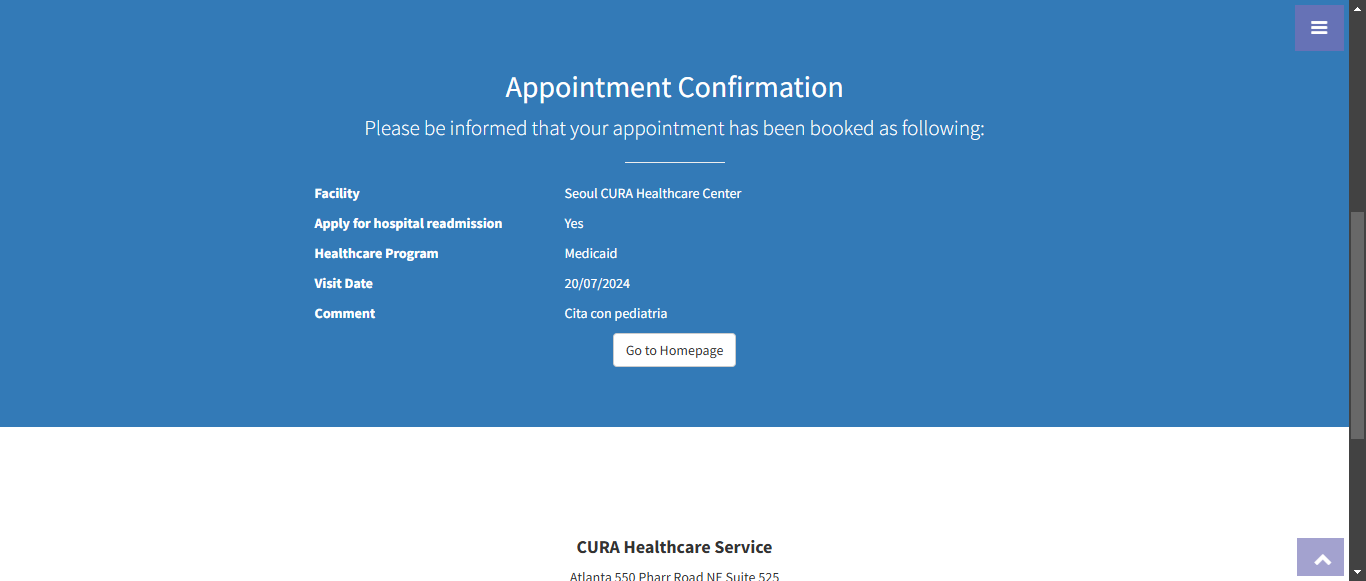 Appointment Confirmation
Please be informed that your appointment has been booked as following:
Facility Seoul CURA Healthcare Center
Apply for hospital readmission Yes
Healthcare Program Medicaid
Visit Date 20/07/2024
Comment Cita con pediatria
Go to Homepage
CURA Healthcare Service
Atlanta 550 Pharr Road NE Suite 525